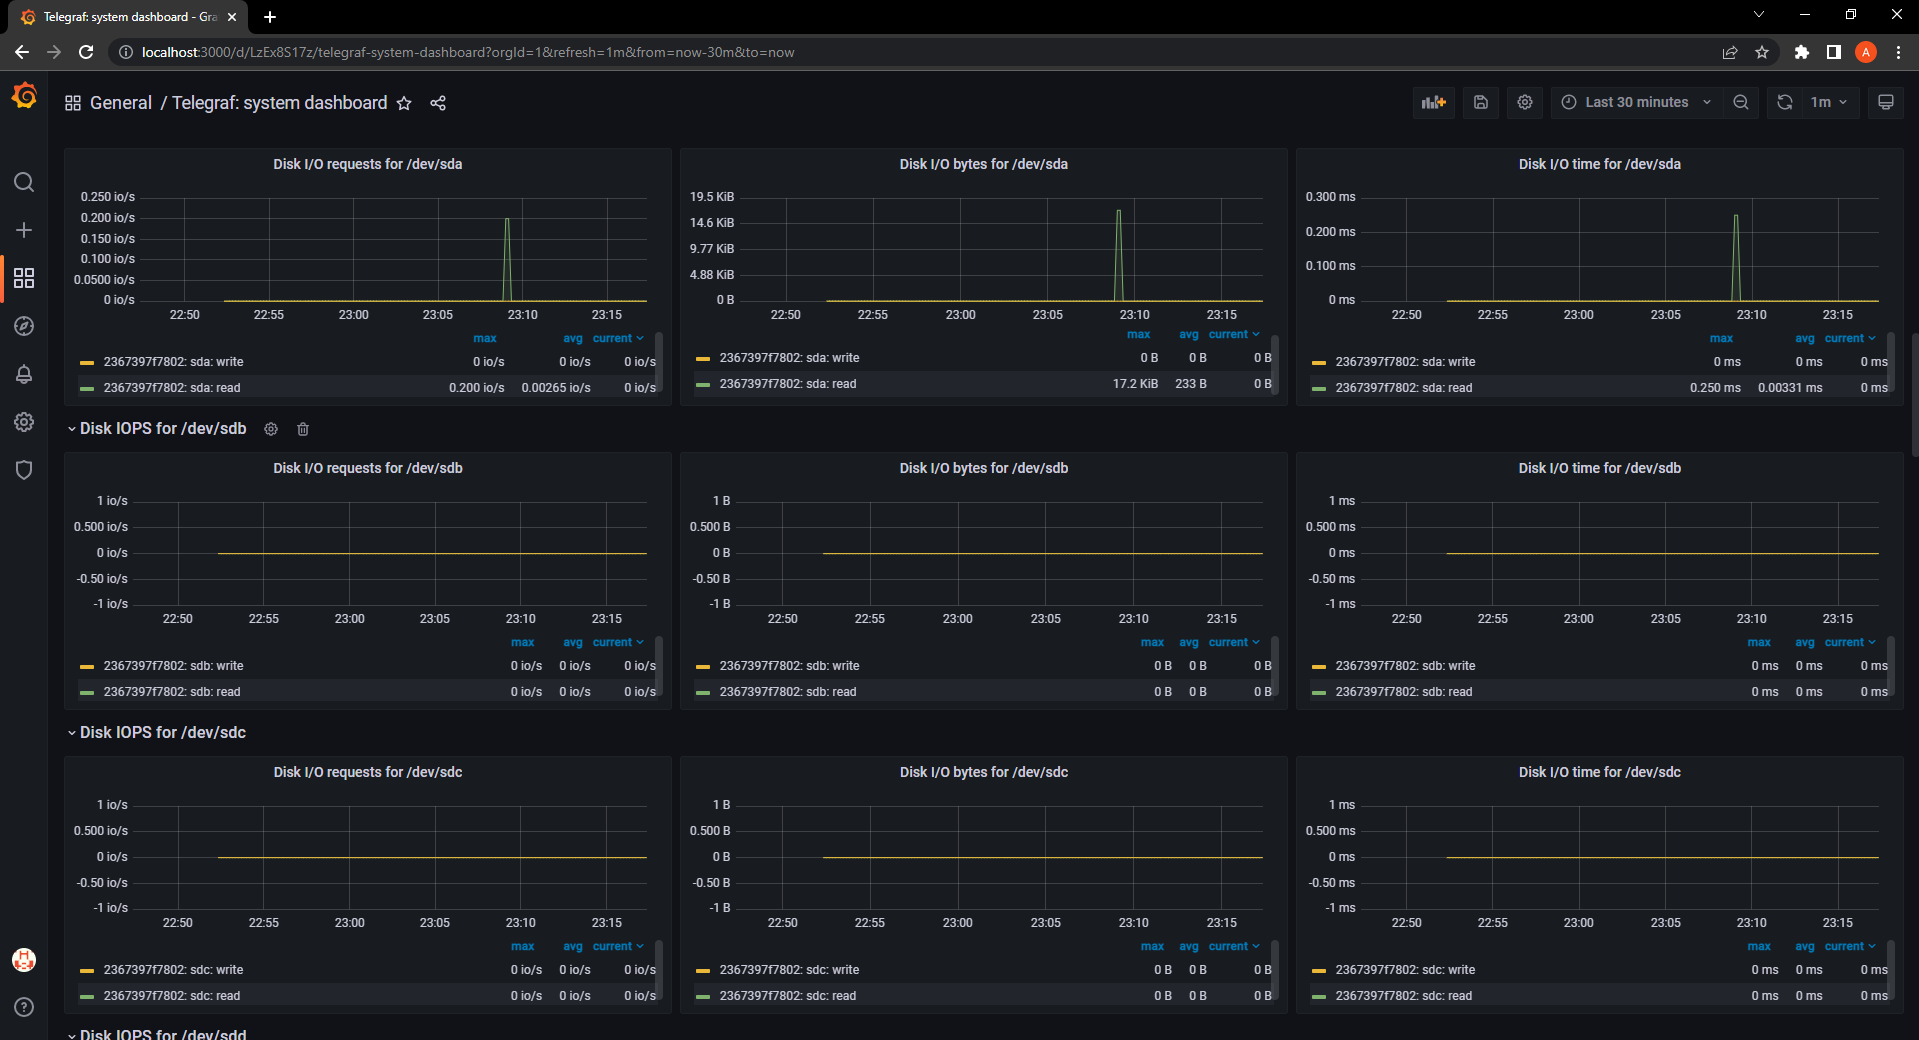 Telegraf: system dashboard - Gra
localhost:3000/d/LzEx8S17z/telegraf-system-dashboard?orgId=1&refresh=1m&from=now-30m&to=now
A
General / Telegraf: system dashboard
Last 30 minutes
1m
Disk I/O requests for /dev/sda
0.250 io/s
0.200 io/s
0.150 io/s
0.100 io/s
0.0500 io/s
0 io/s
22:50 22:55 23:00 23:05 23:10 23:15
max avg current
2367397f7802: sda: write 0 io/s 0 io/s 0 io/s
2367397f7802: sda: read 0.200 io/s 0.00265 io/s 0 io/s
Disk I/O bytes for /dev/sda
19.5 KiB
14.6 KiB
9.77 KiB
4.88 KiB
0 B
22:50 22:55 23:00 23:05 23:10 23:15
max avg current
2367397f7802: sda: write 0 B 0 B 0 B
2367397f7802: sda: read 17.2 KiB 233 B 0 B
Disk I/O time for /dev/sda
0.300 ms
0.200 ms
0.100 ms
0 ms
22:50 22:55 23:00 23:05 23:10 23:15
max avg current
2367397f7802: sda: write 0 ms 0 ms 0 ms
2367397f7802: sda: read 0.250 ms 0.00331 ms 0 ms
Disk IOPS for /dev/sdb
Disk I/O requests for /dev/sdb
1 io/s
0.500 io/s
0 io/s
-0.50 io/s
-1 io/s
22:50 22:55 23:00 23:05 23:10 23:15
max avg current
2367397f7802: sdb: write 0 io/s 0 io/s 0 io/s
2367397f7802: sdb: read 0 io/s 0 io/s 0 io/s
Disk I/O bytes for /dev/sdb
1 B
0.500 B
0 B
-0.50 B
-1 B
22:50 22:55 23:00 23:05 23:10 23:15
max avg current
2367397f7802: sdb: write 0 B 0 B 0 B
2367397f7802: sdb: read 0 B 0 B 0 B
Disk I/O time for /dev/sdb
1 ms
0.500 ms
0 ms
-0.50 ms
-1 ms
22:50 22:55 23:00 23:05 23:10 23:15
max avg current
2367397f7802: sdb: write 0 ms 0 ms 0 ms
2367397f7802: sdb: read 0 ms 0 ms 0 ms
Disk IOPS for /dev/sdc
Disk I/O requests for /dev/sdc
1 io/s
0.500 io/s
0 io/s
-0.50 io/s
-1 io/s
22:50 22:55 23:00 23:05 23:10 23:15
max avg current
2367397f7802: sdc: write 0 io/s 0 io/s 0 io/s
2367397f7802: sdc: read 0 io/s 0 io/s 0 io/s
Disk I/O bytes for /dev/sdc
1 B
0.500 B
0 B
-0.50 B
-1 B
22:50 22:55 23:00 23:05 23:10 23:15
max avg current
2367397f7802: sdc: write 0 B 0 B 0 B
2367397f7802: sdc: read 0 B 0 B 0 B
Disk I/O time for /dev/sdc
1 ms
0.500 ms
0 ms
-0.50 ms
-1 ms
22:50 22:55 23:00 23:05 23:10 23:15
max avg current
2367397f7802: sdc: write 0 ms 0 ms 0 ms
2367397f7802: sdc: read 0 ms 0 ms 0 ms
Disk IOPS for /dev/sdd